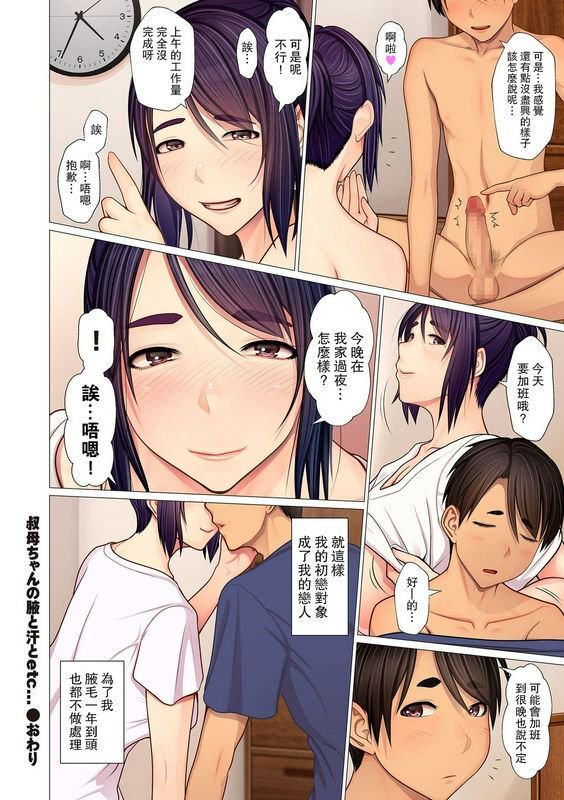 可是…我感覺
還有點沒盡興的樣子
該怎麼說呢…
啊啦
可是呢
不行！
誒…
上午的工作量
完全沒
完成呀
誒
啊…唔嗯
抱歉…
今天
要加班哦？
今晚在
我家過夜…
怎麼樣？
！
誒…唔嗯！
好—的…
可能會加班
到很晚也說不定
就這樣
我的初戀對象
成了我的戀人
為了我
腋毛一年到頭
也都不做處理
叔母ちゃんの腋と汗とetc…●おわり